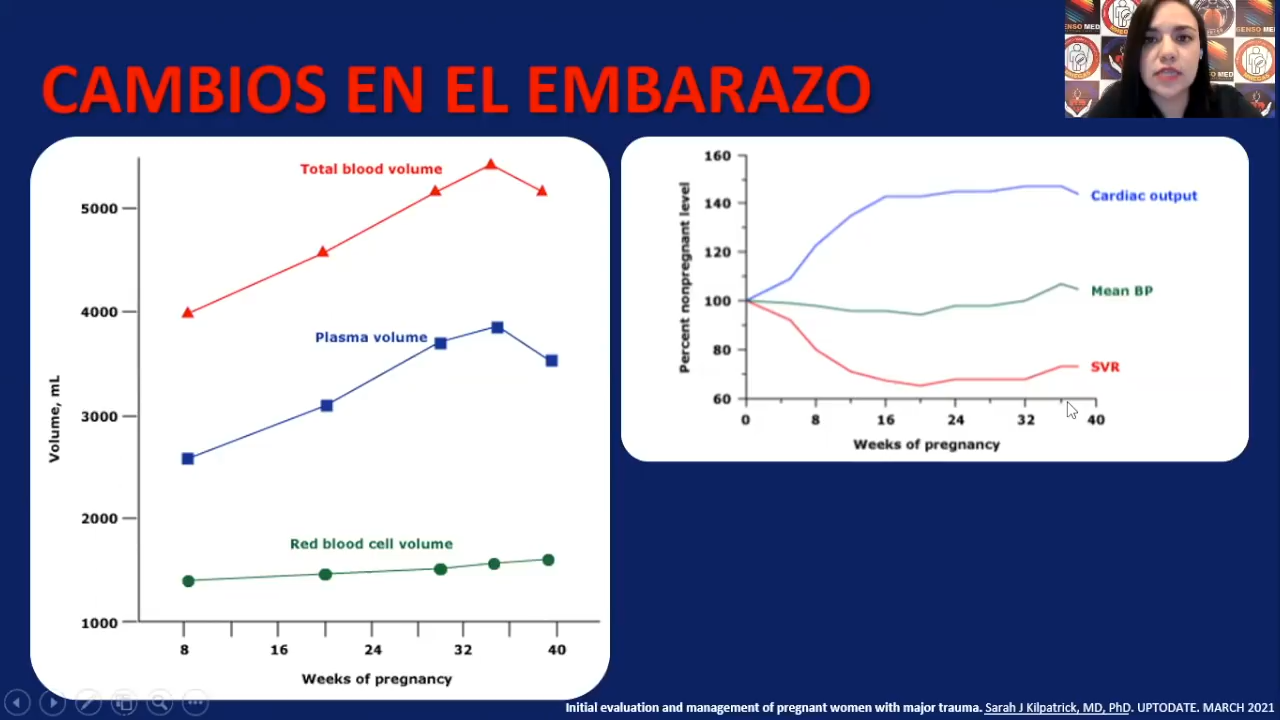 CAMBIOS EN EL EMBARAZO
Total blood volume
Plasma volume
Red blood cell volume
Volume, mL
5000
4000
3000
2000
1000
8 16 24 32 40
Weeks of pregnancy
160
140
120
100
80
60
Percent nonpregnant level
Cardiac output
Mean BP
SVR
0 8 16 24 32 40
Weeks of pregnancy
Initial evaluation and management of pregnant women with major trauma. Sarah J Kilpatrick, MD, PhD. UPTODATE. MARCH 2021